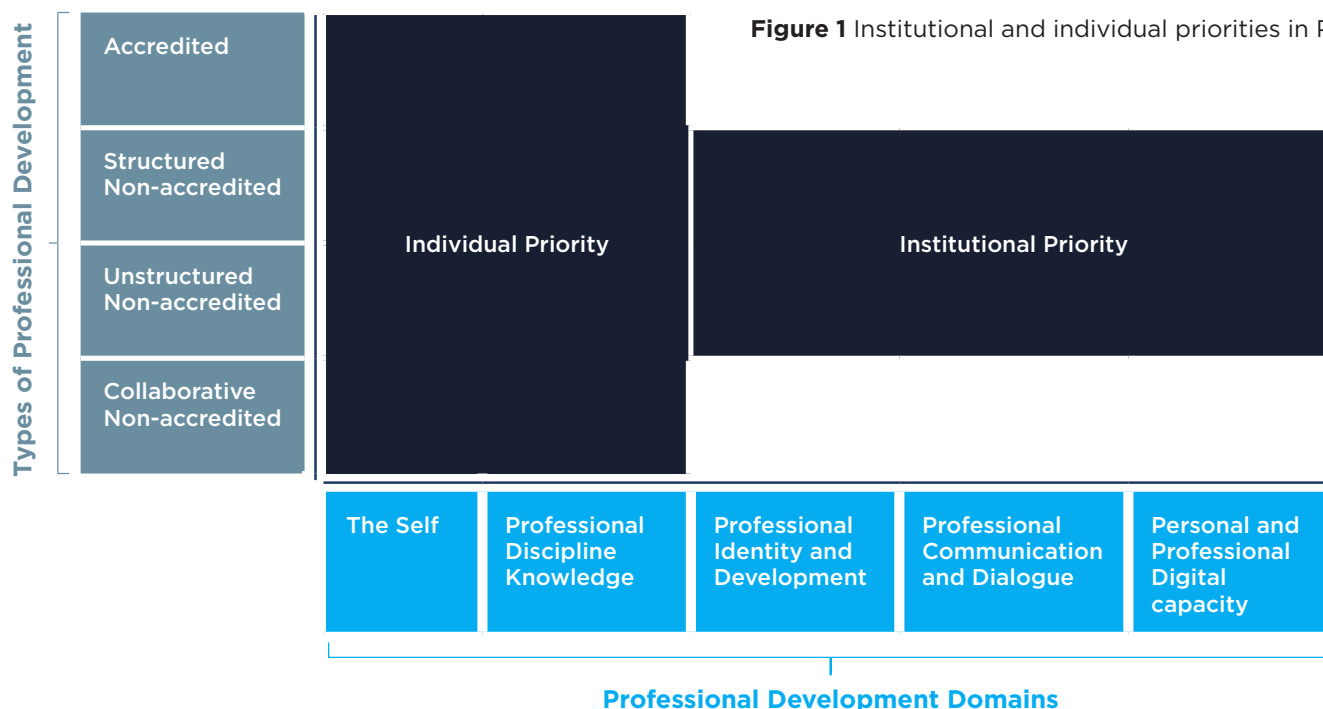 Figure 1 Institutional and individual priorities in
Types of Professional Development
Accredited
Structured
Non-accredited
Unstructured
Non-accredited
Collaborative
Non-accredited
Individual Priority
Institutional Priority
The Self
Professional
Discipline
Knowledge
Professional
Identity and
Development
Professional
Communication
and Dialogue
Personal and
Professional
Digital
capacity
Professional Development Domains